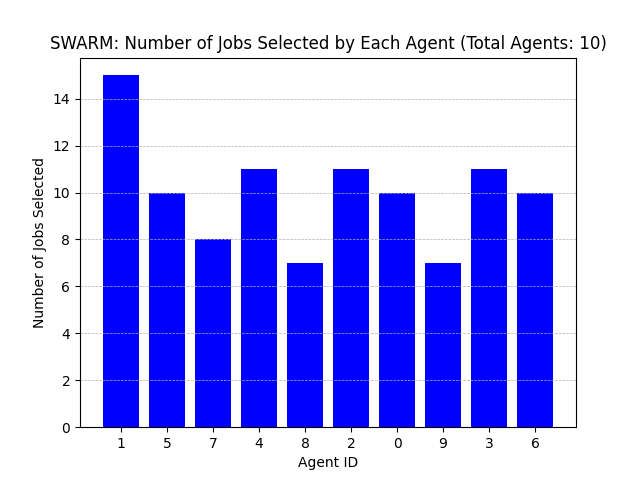 SWARM: Number of Jobs Selected by Each Agent (Total Agents: 10)
Number of Jobs Selected
14
12
10
8
6
4
2
0
1 5 7 4 8 2 0 9 3 6
Agent ID